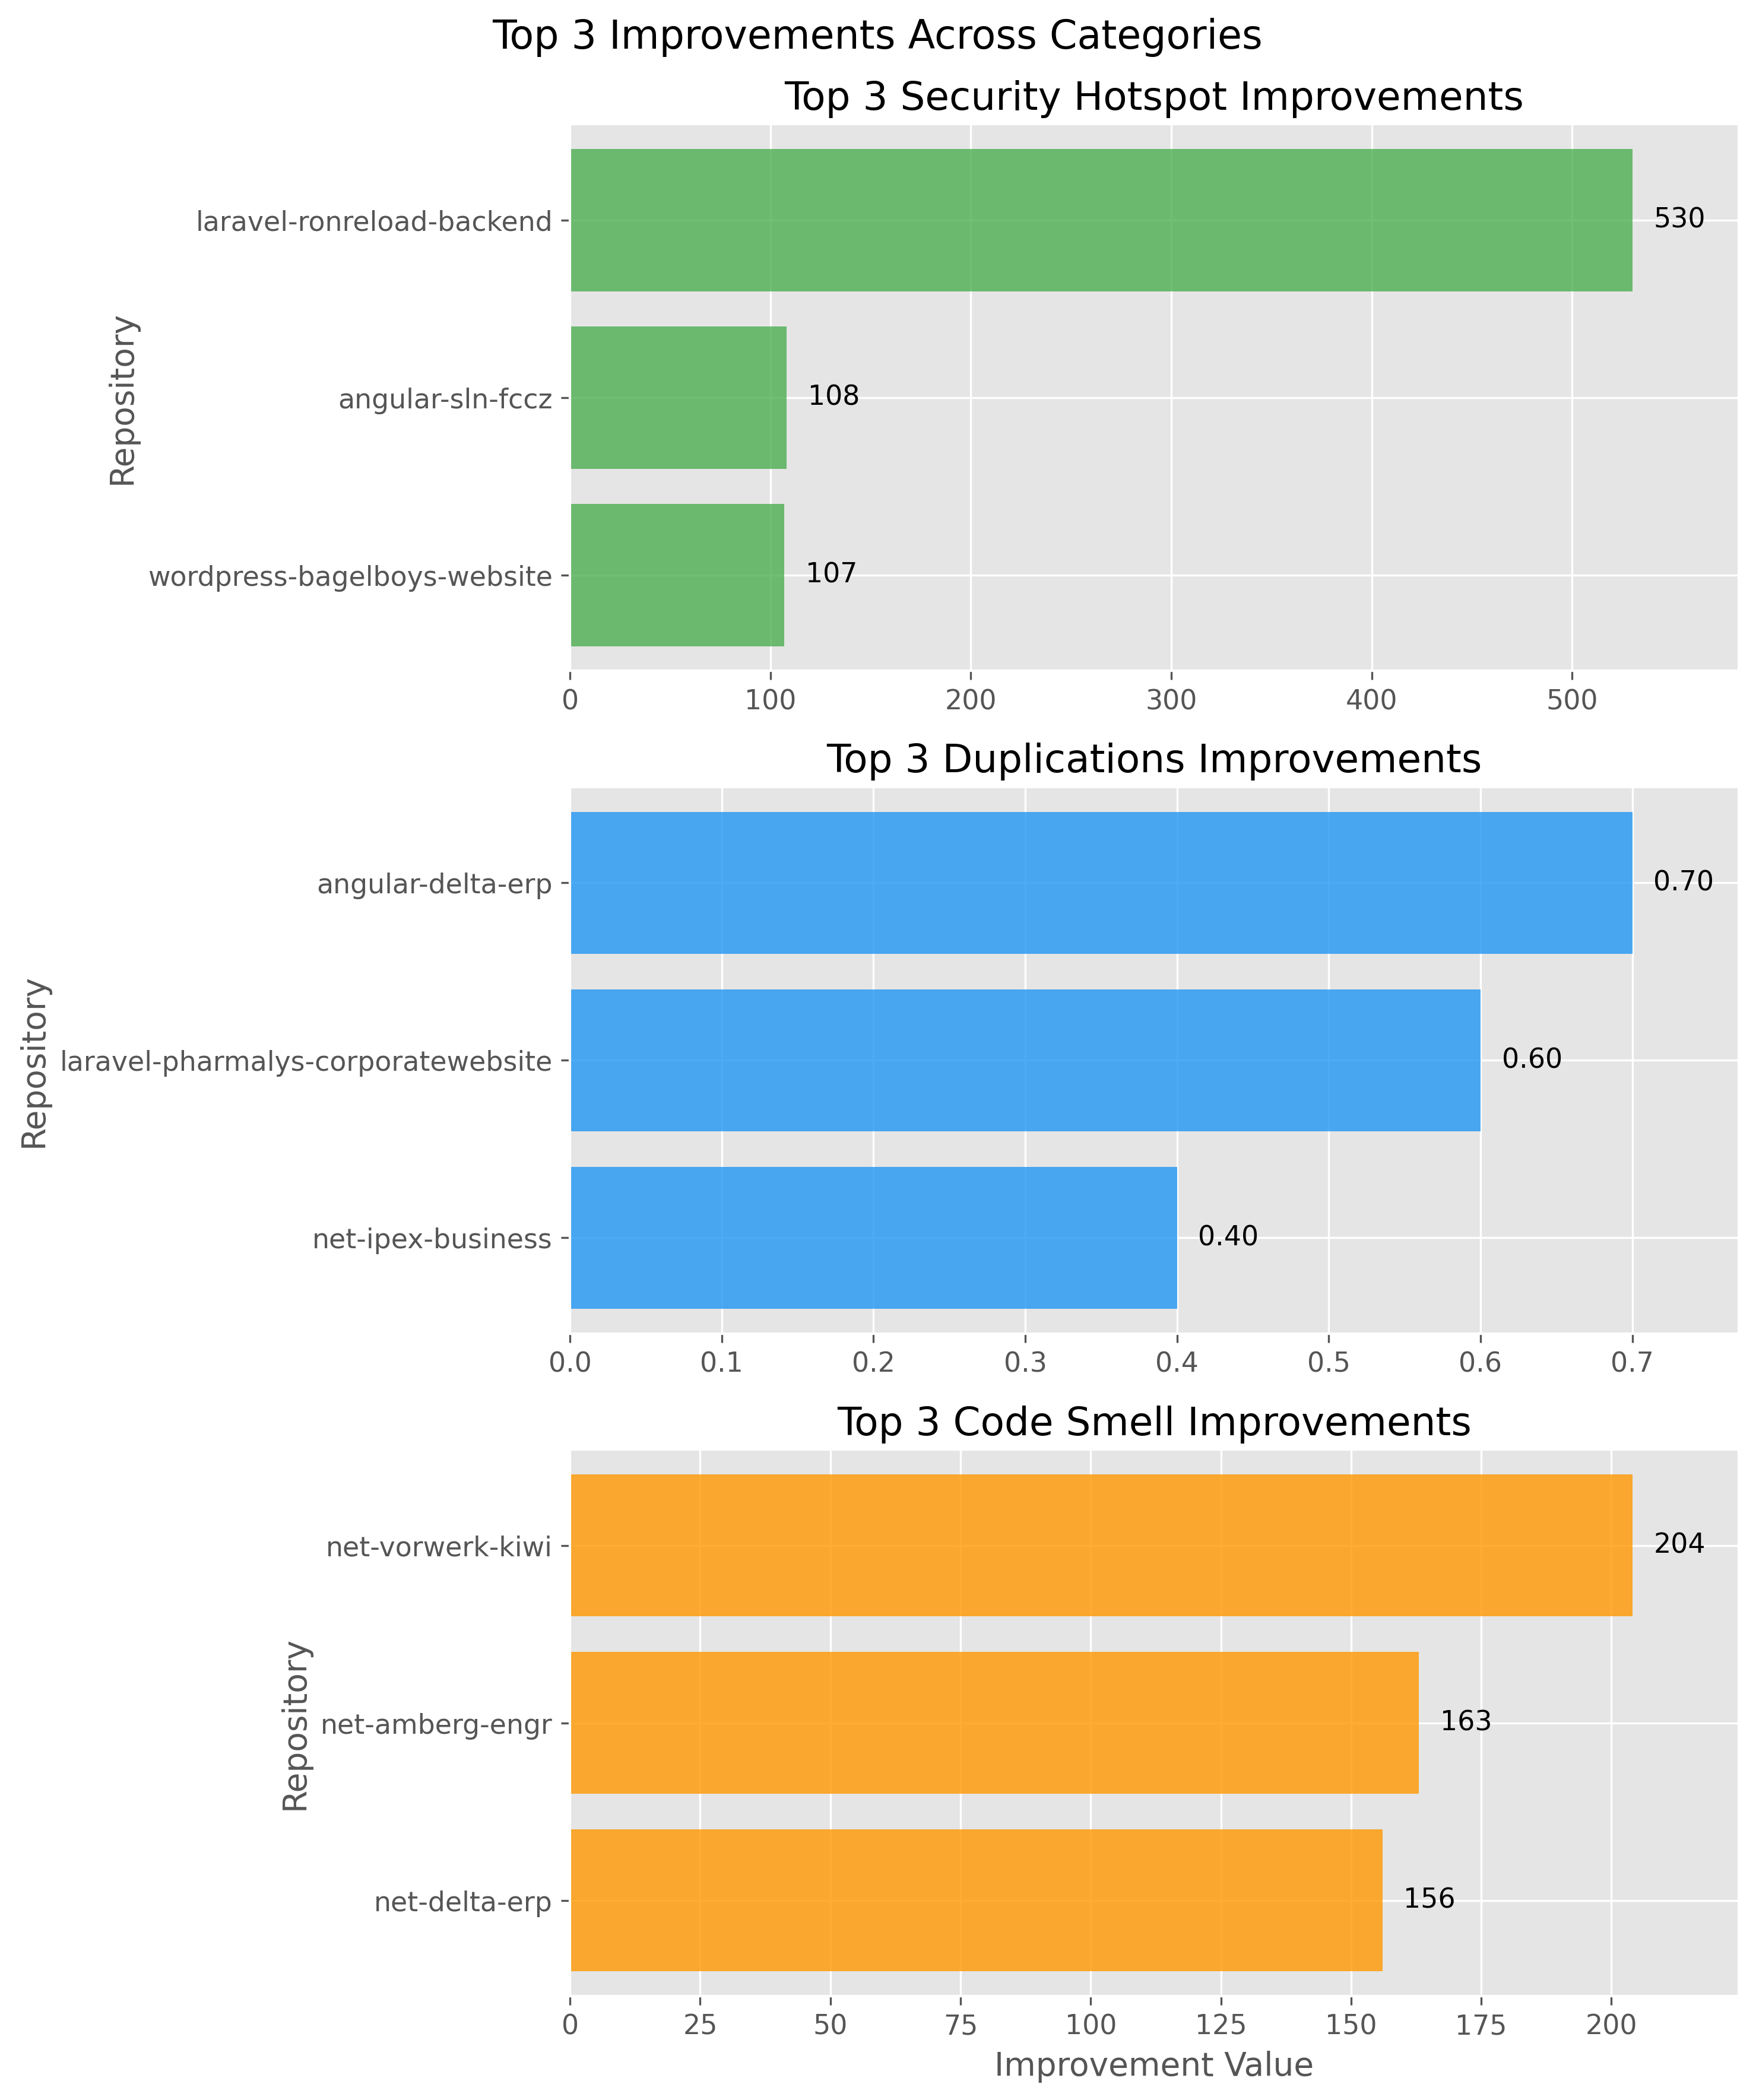 Top 3 Improvements Across Categories
Top 3 Security Hotspot Improvements
Repository
laravel-ronreload-backend
530
angular-sln-fccz
108
wordpress-bagelboys-website
107
0 100 200 300 400 500
Top 3 Duplications Improvements
Repository
angular-delta-erp
0.70
laravel-pharmalys-corporatewebsite
0.60
net-ipex-business
0.40
0.0 0.1 0.2 0.3 0.4 0.5 0.6 0.7
Top 3 Code Smell Improvements
Repository
net-vorwerk-kiwi
204
net-amberg-engr
163
net-delta-erp
156
0 25 50 75 100 125 150 175 200
Improvement Value